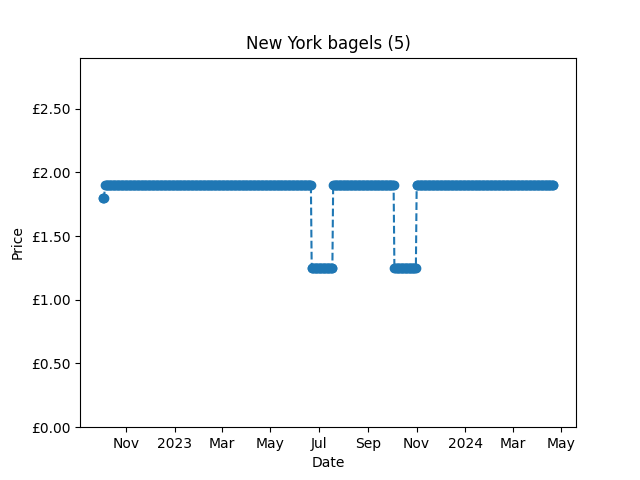 New York bagels (5)
£2.50
£2.00
£1.50
£1.00
£0.50
£0.00
Price
Nov 2023 Mar May Jul Sep Nov 2024 Mar May
Date